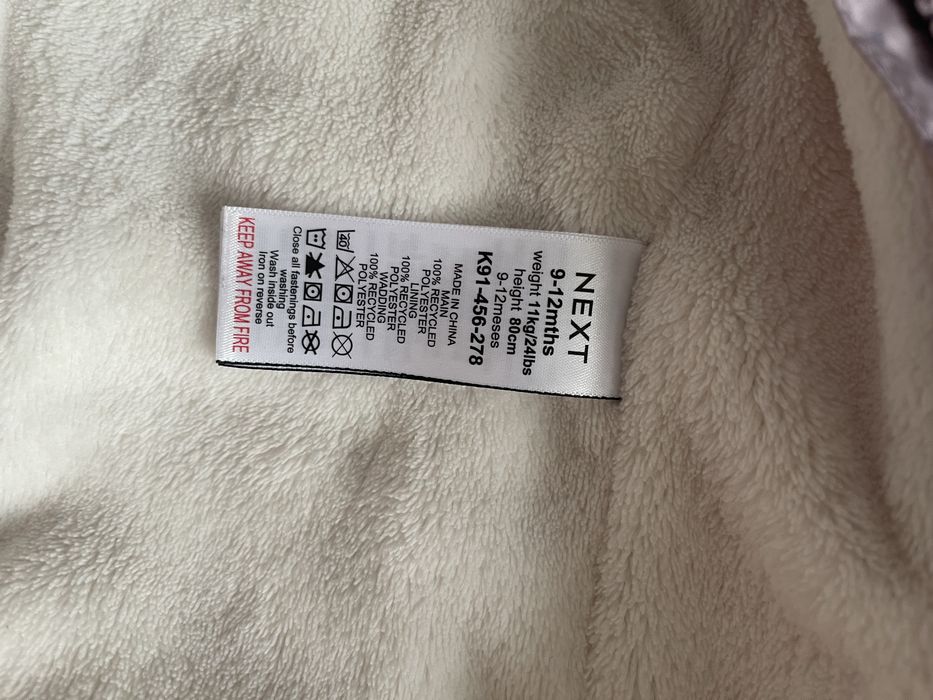 NEXT
9-12mths
weight 11kg/24lbs
height 80cm
9-12meses
K91-456-278
MADE IN CHINA
MAIN
100% RECYCLED
POLYESTER
LINING
100% RECYCLED
POLYESTER
WADDING
100% RECYCLED
POLYESTER
40
Close all fastenings before
washing
Wash inside out
Iron on reverse
KEEP AWAY FROM FIRE